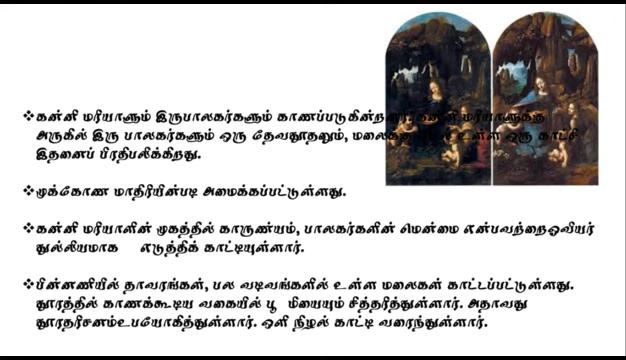 ❖கன்னி மரியாளும் இருபாலகர்களும் காணப்படுகின்றனர். கன்னி மரியாளுக்கு
அருகில் இரு பாலகர்களும் ஒரு தேவதூதனும், மலைக்கு உள்ள ஒரு காட்சி
இதனைப் பிரதிபலிக்கிறது.
❖முக்கோண மாதிரியின்படி அமைக்கப்பட்டுள்ளது.
❖கன்னி மரியாளின் முகத்தில் காருண்யம், பாலகர்களின் மென்மை என்பவற்றைஓவியர்
துல்லியமாக எடுத்திக் காட்டியுள்ளார்.
❖பின்னணியில் தாவரங்கள், பல வடிவங்களில் உள்ள மலைகள் காட்டப்பட்டுள்ளது.
தூரத்தில் காணக்கூடிய வகையில் பூ மியையும் சித்தரித்துள்ளார். அதாவது
தூரதரிசனம்உபயோகித்துள்ளார். ஒளி நிழல் காட்டி வரைந்துள்ளார்.